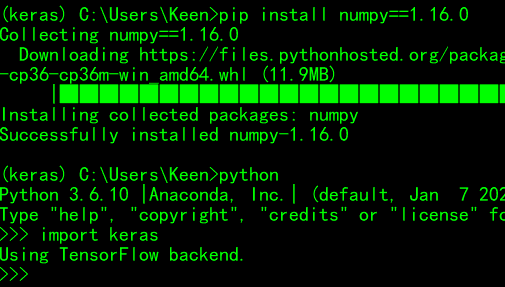 (keras) C:\Users\Keen>pip install numpy==1.16.0
Collecting numpy==1.16.0
Downloading https://files.pythonhosted.org/packag
-cp36-cp36m-win_amd64.whl (11.9MB)
|
Installing collected packages: numpy
Successfully installed numpy-1.16.0
(keras) C:\Users\Keen>python
Python 3.6.10 |Anaconda, Inc.| (default, Jan  7 202
Type "help", "copyright", "credits" or "license" fo
>>> import keras
Using TensorFlow backend.
>>>